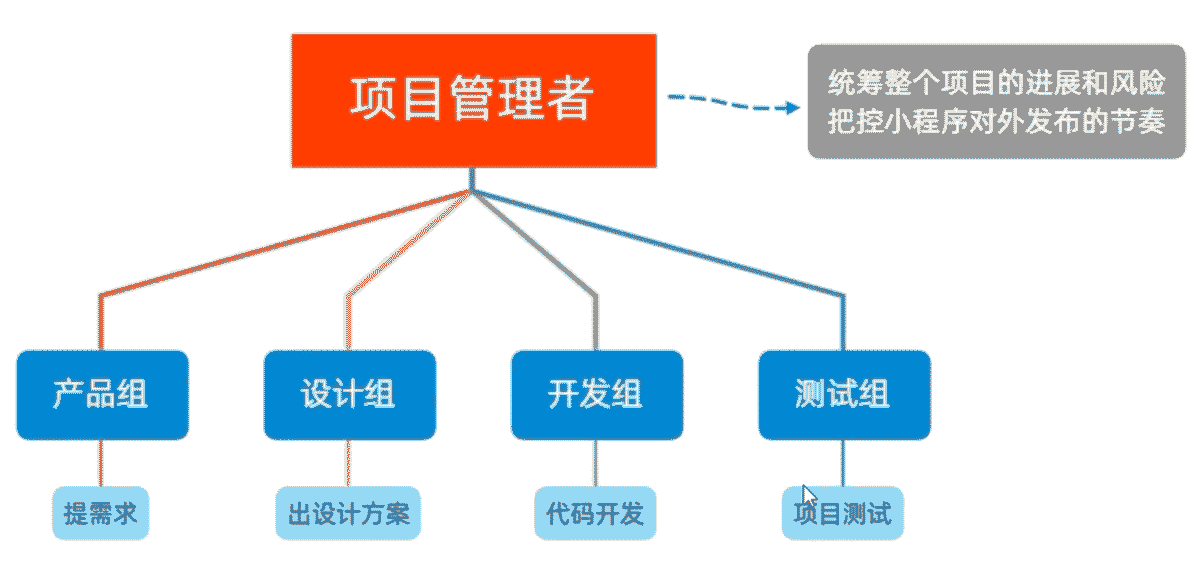 项目管理者
统筹整个项目的进展和风险
把控小程序对外发布的节奏
产品组
设计组
开发组
测试组
提需求
出设计方案
代码开发
项目测试